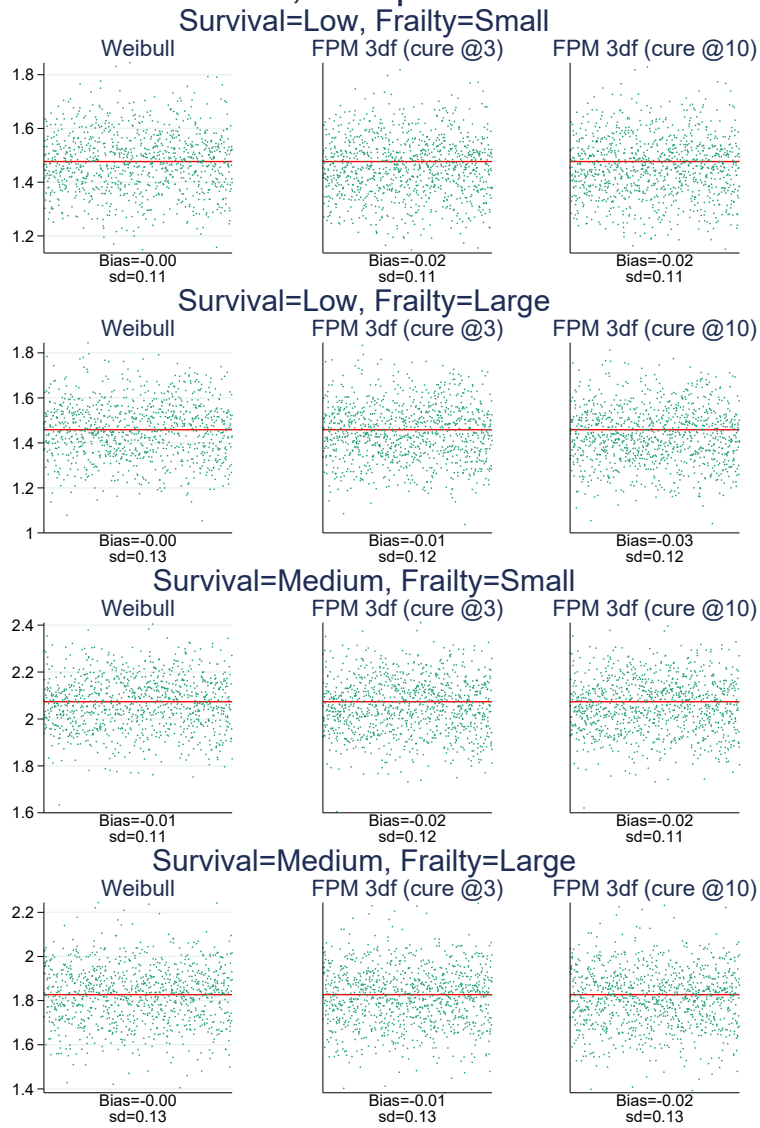 Survival=Low, Frailty=Small
Weibull FPM 3df (cure @3) FPM 3df (cure @10)
1.8
1.6
1.4
1.2
Bias=-0.00 Bias=-0.02 Bias=-0.02
sd=0.11 sd=0.11 sd=0.11
Survival=Low, Frailty=Large
Weibull FPM 3df (cure @3) FPM 3df (cure @10)
1.8
1.6
1.4
1.2
1
Bias=-0.00 Bias=-0.01 Bias=-0.03
sd=0.13 sd=0.12 sd=0.12
Survival=Medium, Frailty=Small
Weibull FPM 3df (cure @3) FPM 3df (cure @10)
2.4
2.2
2
1.8
1.6
Bias=-0.01 Bias=-0.02 Bias=-0.02
sd=0.11 sd=0.12 sd=0.11
Survival=Medium, Frailty=Large
Weibull FPM 3df (cure @3) FPM 3df (cure @10)
2.2
2
1.8
1.6
1.4
Bias=-0.00 Bias=-0.01 Bias=-0.02
sd=0.13 sd=0.13 sd=0.13